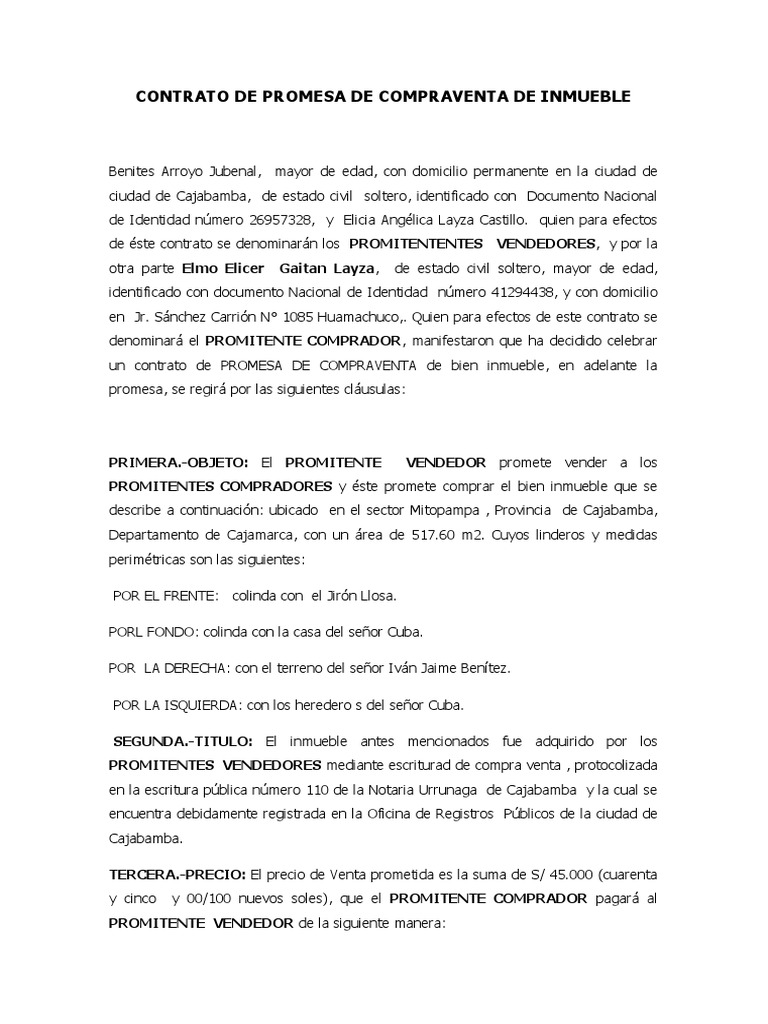 CONTRATO DE PROMESA DE COMPRAVENTA DE INMUEBLE
Benites Arroyo Jubenal, mayor de edad, con domicilio permanente en la ciudad de
ciudad de Cajabamba, de estado civil soltero, identificado con Documento Nacional
de Identidad número 26957328, y Elicia Angélica Layza Castillo. quien para efectos
de éste contrato se denominarán los PROMITENTENTES VENDEDORES, y por la
otra parte Elmo Elicer Gaitan Layza, de estado civil soltero, mayor de edad,
identificado con documento Nacional de Identidad número 41294438, y con domicilio
en Jr. Sánchez Carrión N° 1085 Huamachuco,. Quien para efectos de este contrato se
denominará el PROMITENTE COMPRADOR, manifestaron que ha decidido celebrar
un contrato de PROMESA DE COMPRAVENTA de bien inmueble, en adelante la
promesa, se regirá por las siguientes cláusulas:
PRIMERA.-OBJETO: El PROMITENTE VENDEDOR promete vender a los
PROMITENTES COMPRADORES y éste promete comprar el bien inmueble que se
describe a continuación: ubicado en el sector Mitopampa , Provincia de Cajabamba,
Departamento de Cajamarca, con un área de 517.60 m2. Cuyos linderos y medidas
perimétricas son las siguientes:
POR EL FRENTE: colinda con el Jirón Llosa.
PORL FONDO: colinda con la casa del señor Cuba.
POR LA DERECHA: con el terreno del señor Iván Jaime Benítez.
POR LA ISQUIERDA: con los heredero s del señor Cuba.
SEGUNDA.-TITULO: El inmueble antes mencionados fue adquirido por los
PROMITENTES VENDEDORES mediante escriturad de compra venta , protocolizada
en la escritura pública número 110 de la Notaria Urrunaga de Cajabamba y la cual se
encuentra debidamente registrada en la Oficina de Registros Públicos de la ciudad de
Cajabamba.
TERCERA.-PRECIO: El precio de Venta prometida es la suma de S/ 45.000 (cuarenta
y cinco y 00/100 nuevos soles), que el PROMITENTE COMPRADOR pagará al
PROMITENTE VENDEDOR de la siguiente manera: